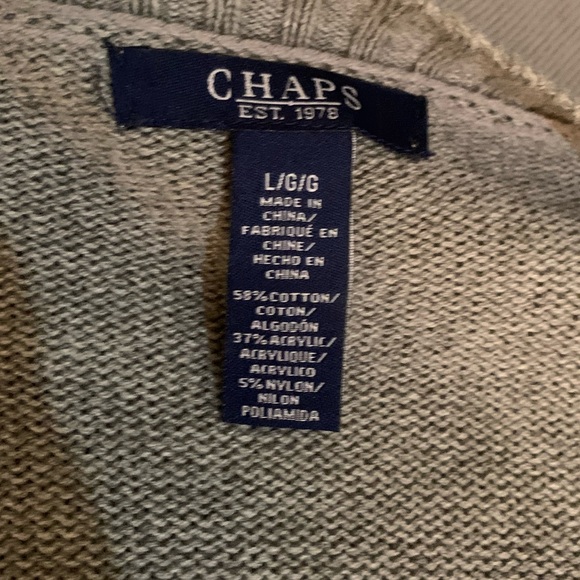 CHAPS
EST. 1978
L/G/G
MADE IN
CHINA/
FABRIQUÉ EN
CHINE/
HECHO EN
CHINA
58% COTTON/
COTON/
ALGODÓN
37% ACRYLIC/
ACRYLIQUE/
ACRYLICO
5% NYLON/
NILON
POLIAMIDA